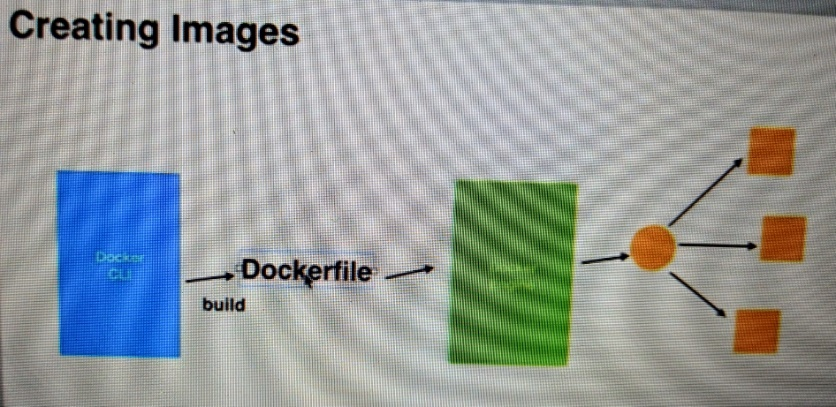 Creating Images
Docker
CLI
Dockerfile
build